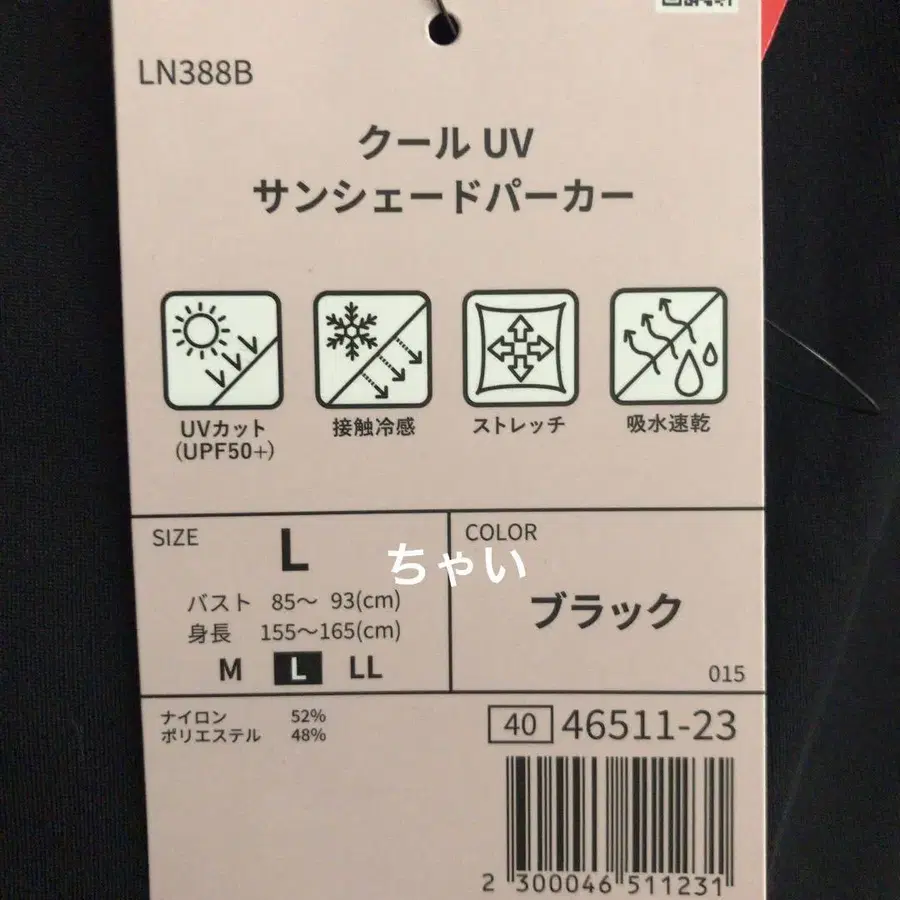 LN388B
クール UV
サンシェードパーカー
UVカット
(UPF50+)
接触冷感
ストレッチ
吸水速乾
SIZE
L
バスト 85～ 93(cm)
身長 155～165(cm)
M L LL
COLOR
ブラック
015
ちゃい
ナイロン 52%
ポリエステル 48%
40 46511-23
2 300046 511231